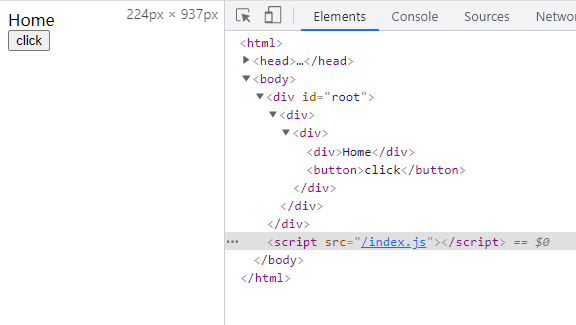 Home
click
224px × 937px
Elements Console Sources Netwo
<html>
<head>…</head>
<body>
<div id="root">
<div>
<div>
<div>Home</div>
<button>click</button>
</div>
</div>
</div>
<script src="/index.js"></script> == $0
</body>
</html>